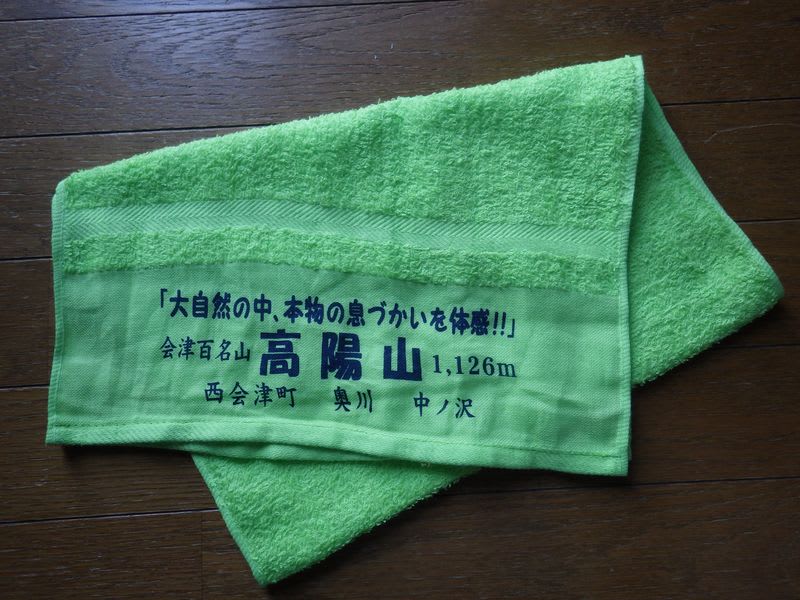 「大自然の中、本物の息づかいを体感!!」
会津百名山 高陽山 1,126m
西会津町 奥川 中ノ沢